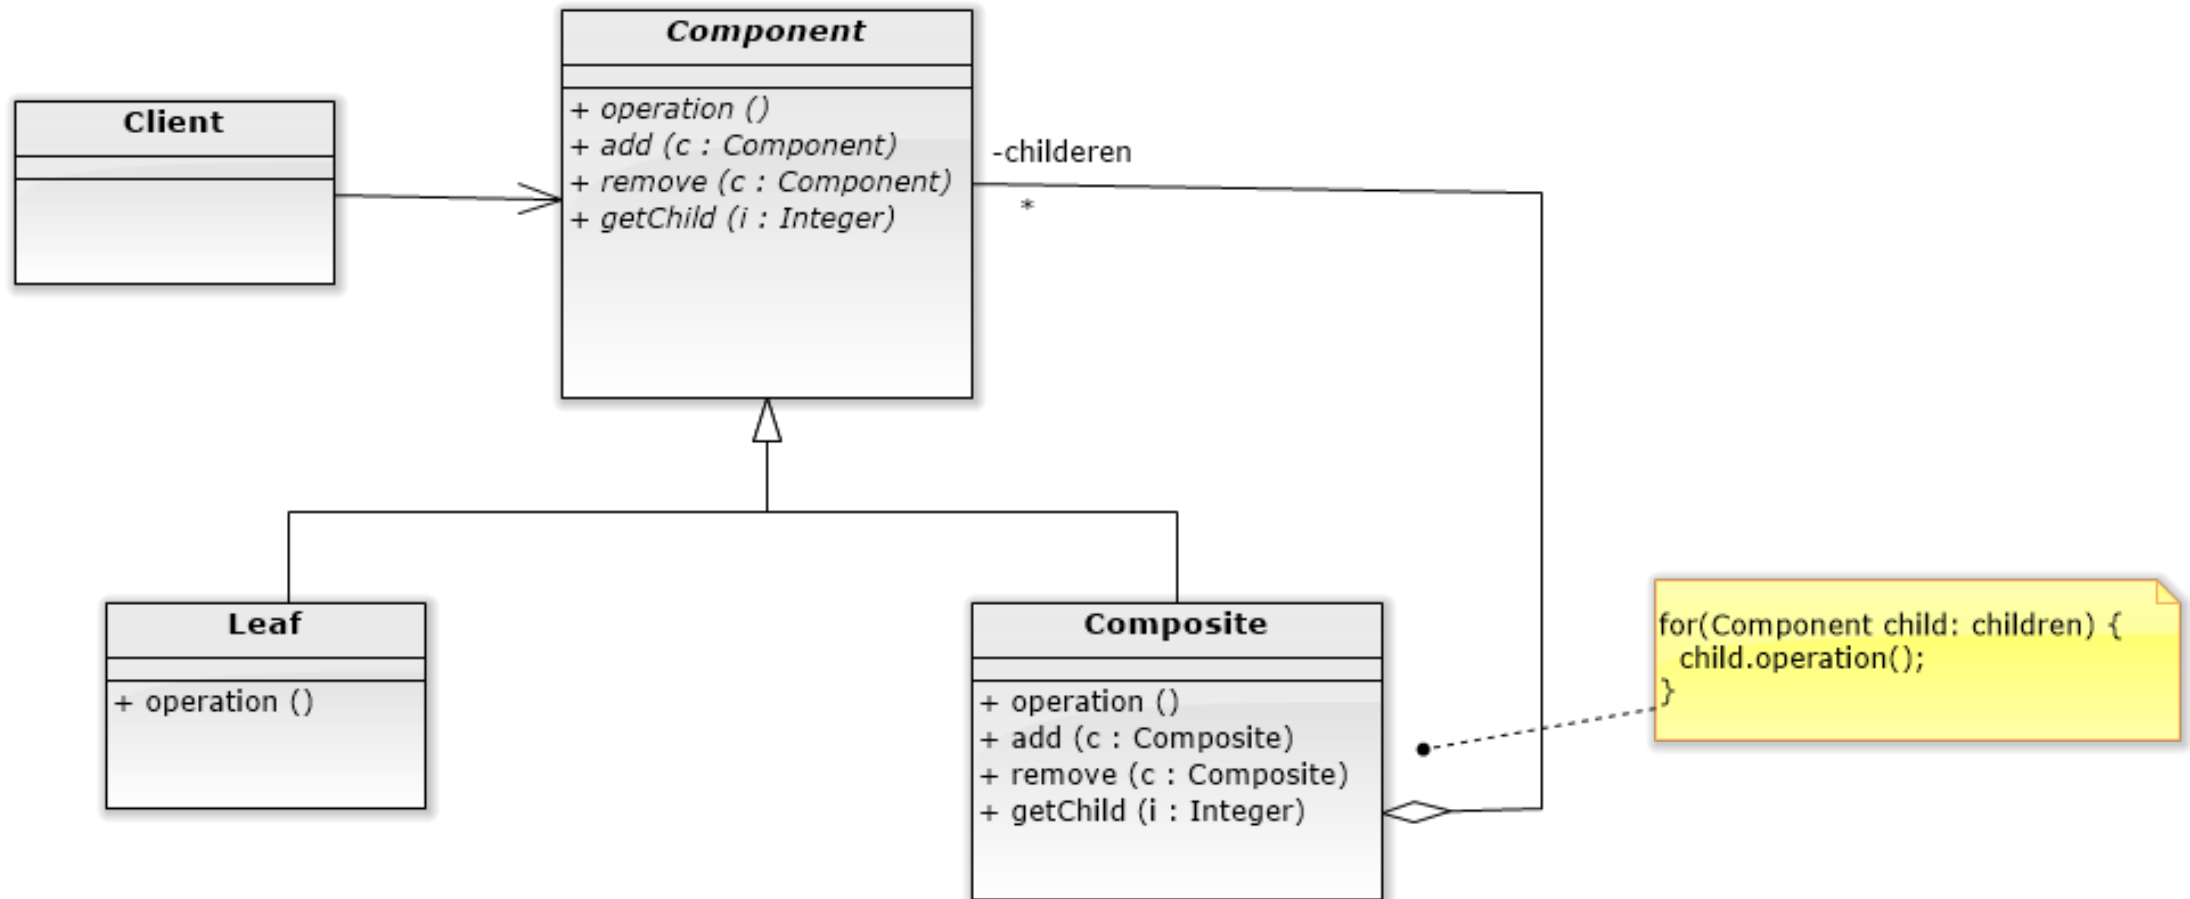 Component
+ operation ()
+ add (c : Component)
+ remove (c : Component)
+ getChild (i : Integer)
Client
-childeren
*
Leaf
+ operation ()
Composite
+ operation ()
+ add (c : Composite)
+ remove (c : Composite)
+ getChild (i : Integer)
for(Component child: children) {
child.operation();
}